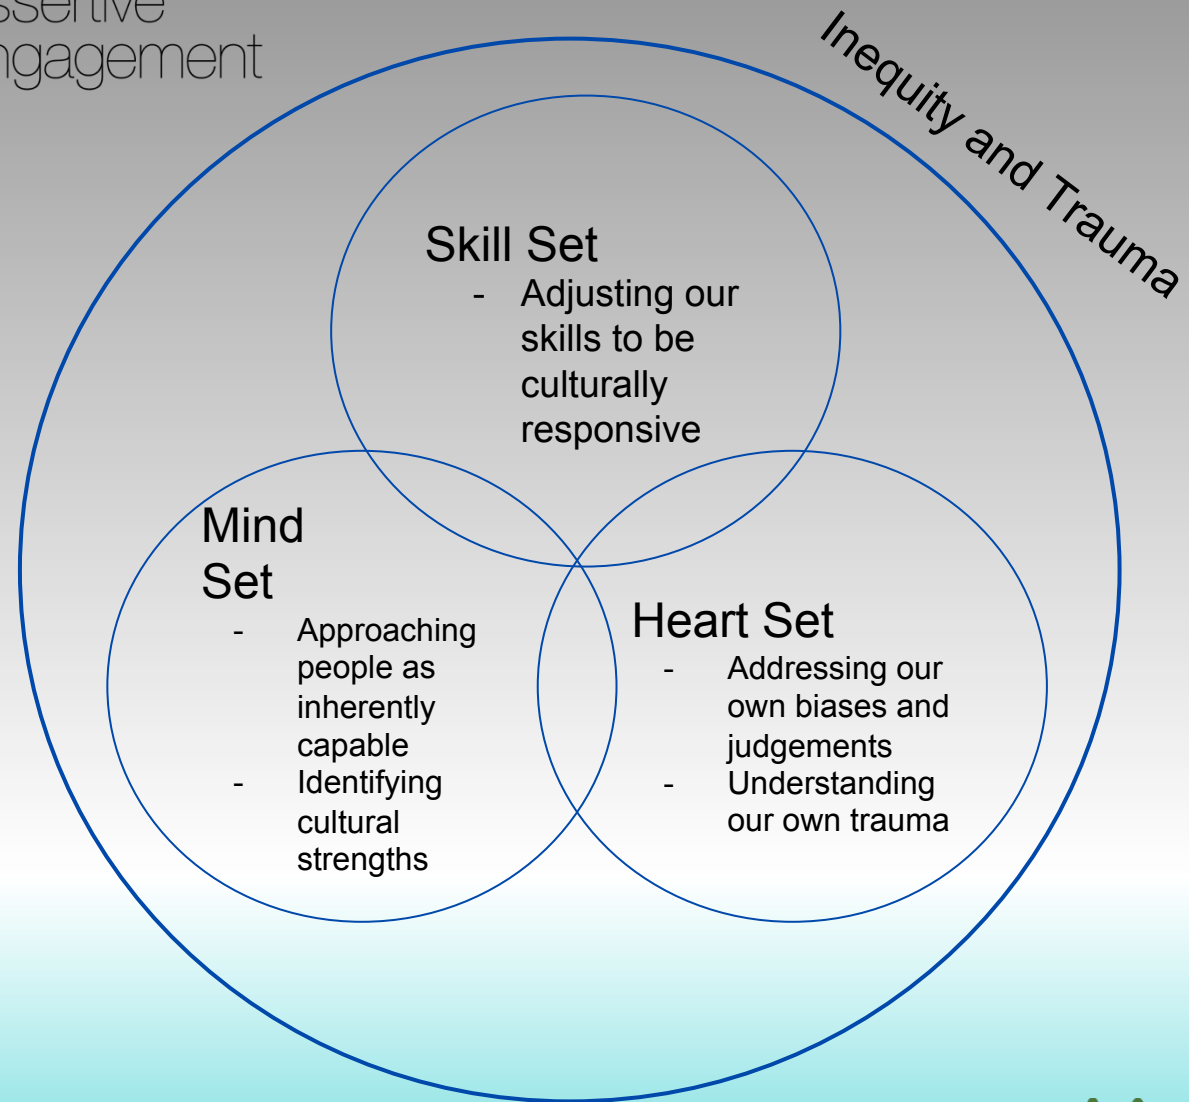 ssertive
ngagement
Inequity and Trauma
Skill Set
- Adjusting our
skills to be
culturally
responsive
Mind
Set
- Approaching
people as
inherently
capable
- Identifying
cultural
strengths
Heart Set
- Addressing our
own biases and
judgements
- Understanding
our own trauma